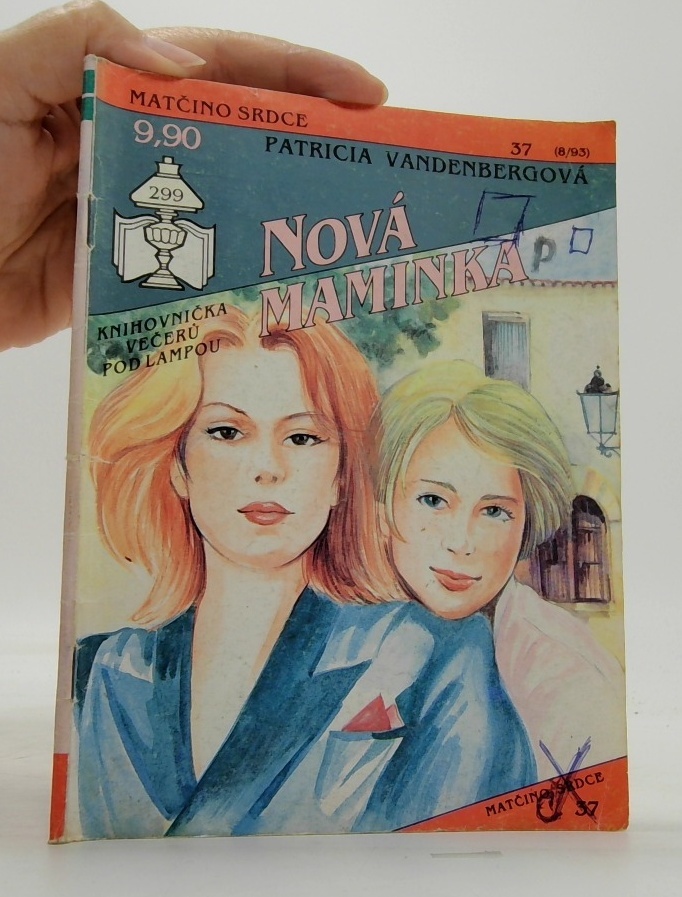 MATČINO SRDCE
9,90
37 (8/93)
PATRICIA VANDENBERGOVÁ
299
NOVÁ
MAMINKA
p
KNIHOVNIČKA
VEČERŮ
POD LAMPOU
MATČINO SRDCE
37